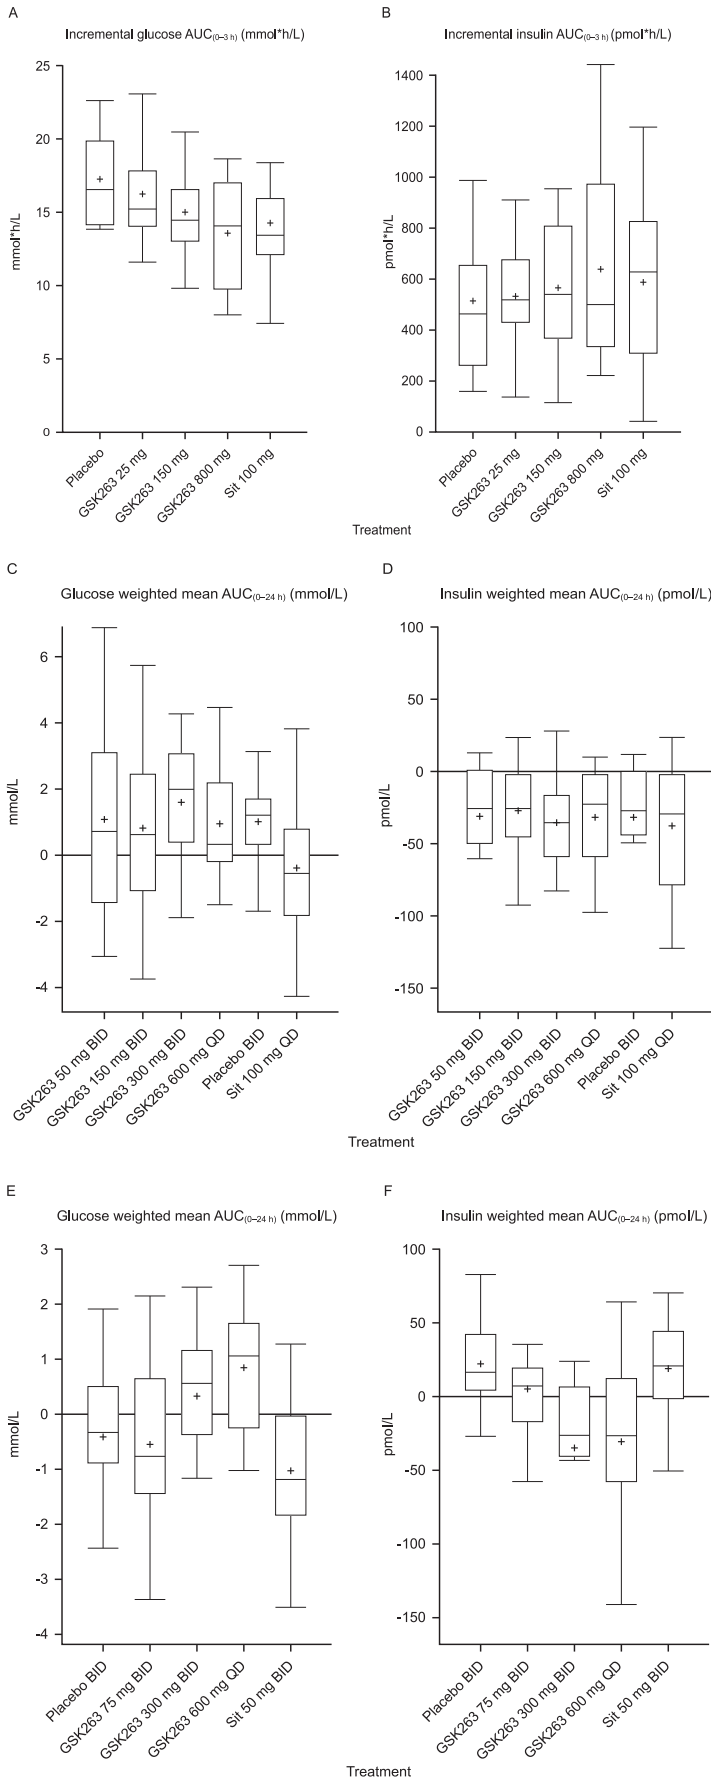 A
Incremental glucose AUC(0–3 h) (mmol*h/L)
mmol*h/L
25
20
15
10
5
0
Placebo
GSK263 25 mg
GSK263 150 mg
GSK263 800 mg
Sit 100 mg
B
Incremental insulin AUC(0–3 h) (pmol*h/L)
pmol*h/L
1400
1200
1000
800
600
400
200
0
Placebo
GSK263 25 mg
GSK263 150 mg
GSK263 800 mg
Sit 100 mg
Treatment
C
Glucose weighted mean AUC(0–24 h) (mmol/L)
mmol/L
6
4
2
0
-2
-4
GSK263 50 mg BID
GSK263 150 mg BID
GSK263 300 mg BID
GSK263 600 mg QD
Placebo BID
Sit 100 mg QD
D
Insulin weighted mean AUC(0–24 h) (pmol/L)
pmol/L
100
50
0
-50
-100
-150
GSK263 50 mg BID
GSK263 150 mg BID
GSK263 300 mg BID
GSK263 600 mg QD
Placebo BID
Sit 100 mg QD
Treatment
E
Glucose weighted mean AUC(0–24 h) (mmol/L)
mmol/L
3
2
1
0
-1
-2
-3
-4
Placebo BID
GSK263 75 mg BID
GSK263 300 mg BID
GSK263 600 mg QD
Sit 50 mg BID
F
Insulin weighted mean AUC(0–24 h) (pmol/L)
pmol/L
100
50
0
-50
-100
-150
Placebo BID
GSK263 75 mg BID
GSK263 300 mg BID
GSK263 600 mg QD
Sit 50 mg BID
Treatment